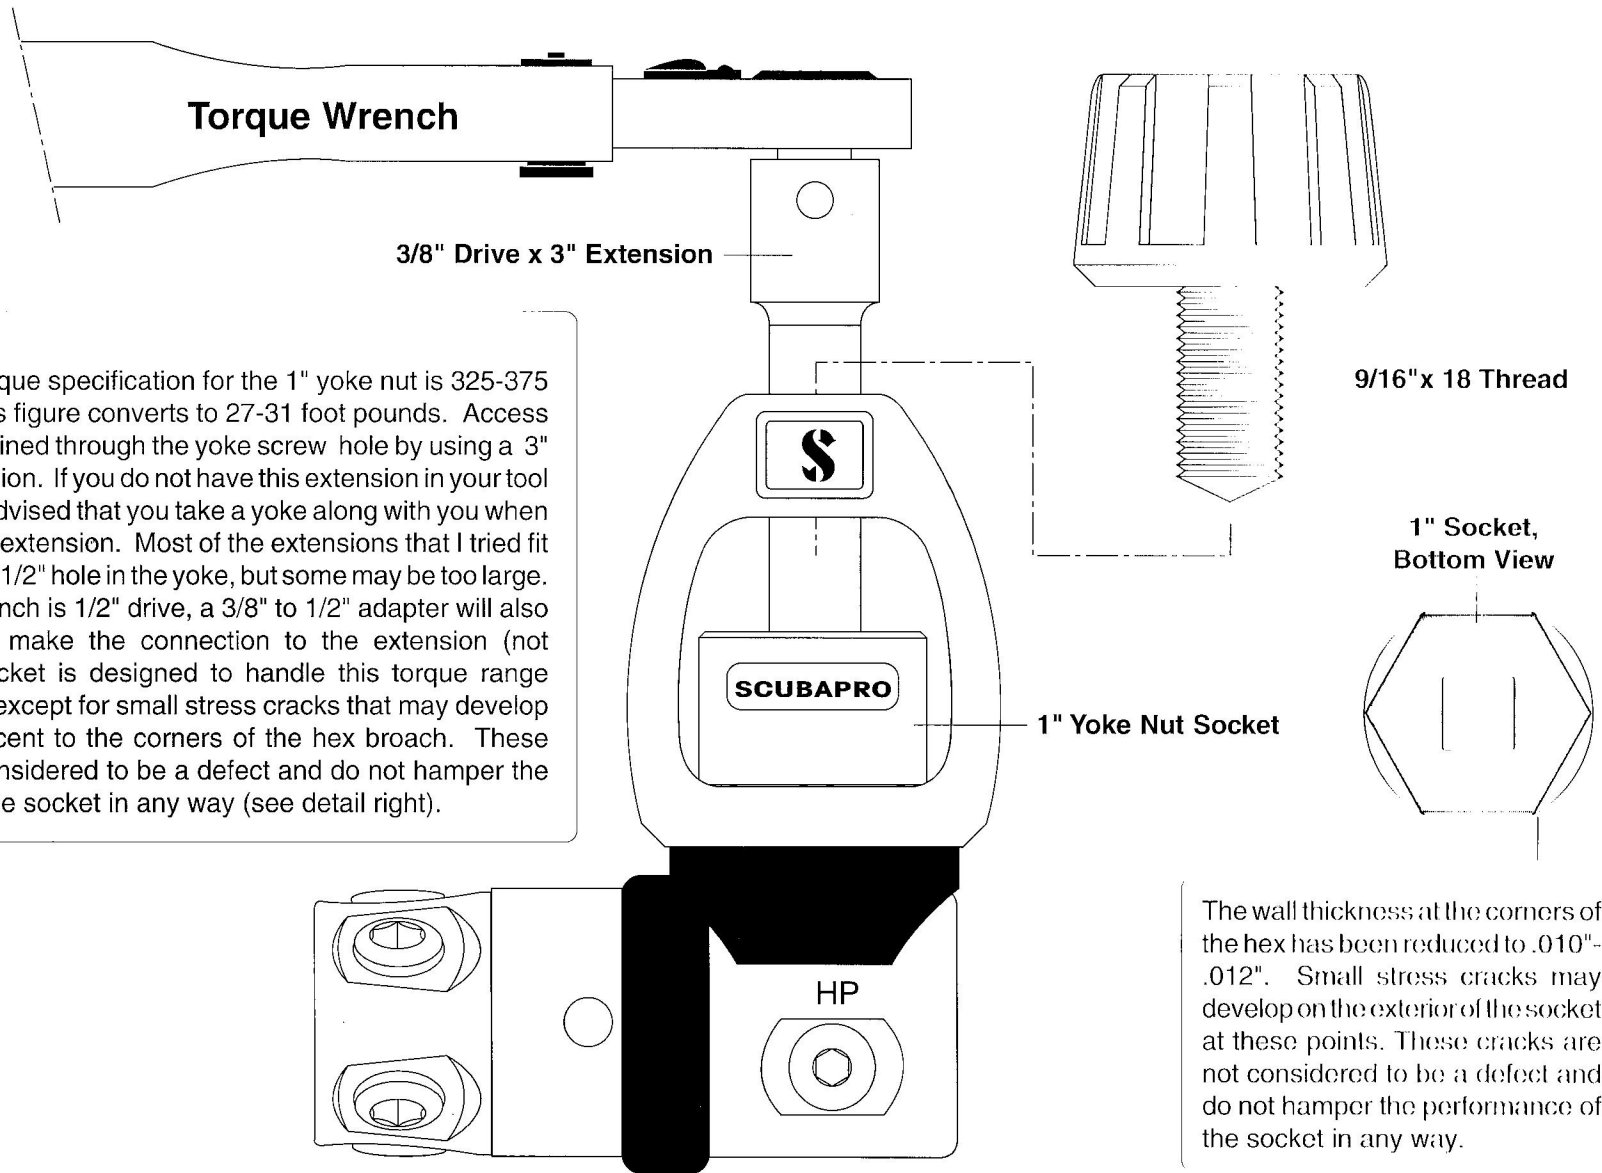 Torque Wrench
3/8" Drive x 3" Extension
9/16"x 18 Thread
que specification for the 1" yoke nut is 325-375
s figure converts to 27-31 foot pounds. Access
ined through the yoke screw hole by using a 3"
ion. If you do not have this extension in your tool
dvised that you take a yoke along with you when
extension. Most of the extensions that I tried fit
1/2" hole in the yoke, but some may be too large.
nch is 1/2" drive, a 3/8" to 1/2" adapter will also
make the connection to the extension (not
cket is designed to handle this torque range
except for small stress cracks that may develop
cent to the corners of the hex broach. These
nsidered to be a defect and do not hamper the
e socket in any way (see detail right).
S
SCUBAPRO
1" Yoke Nut Socket
1" Socket,
Bottom View
HP
The wall thickness at the corners of
the hex has been reduced to .010"-
.012". Small stress cracks may
develop on the exterior of the socket
at these points. These cracks are
not considered to be a defect and
do not hamper the performance of
the socket in any way.